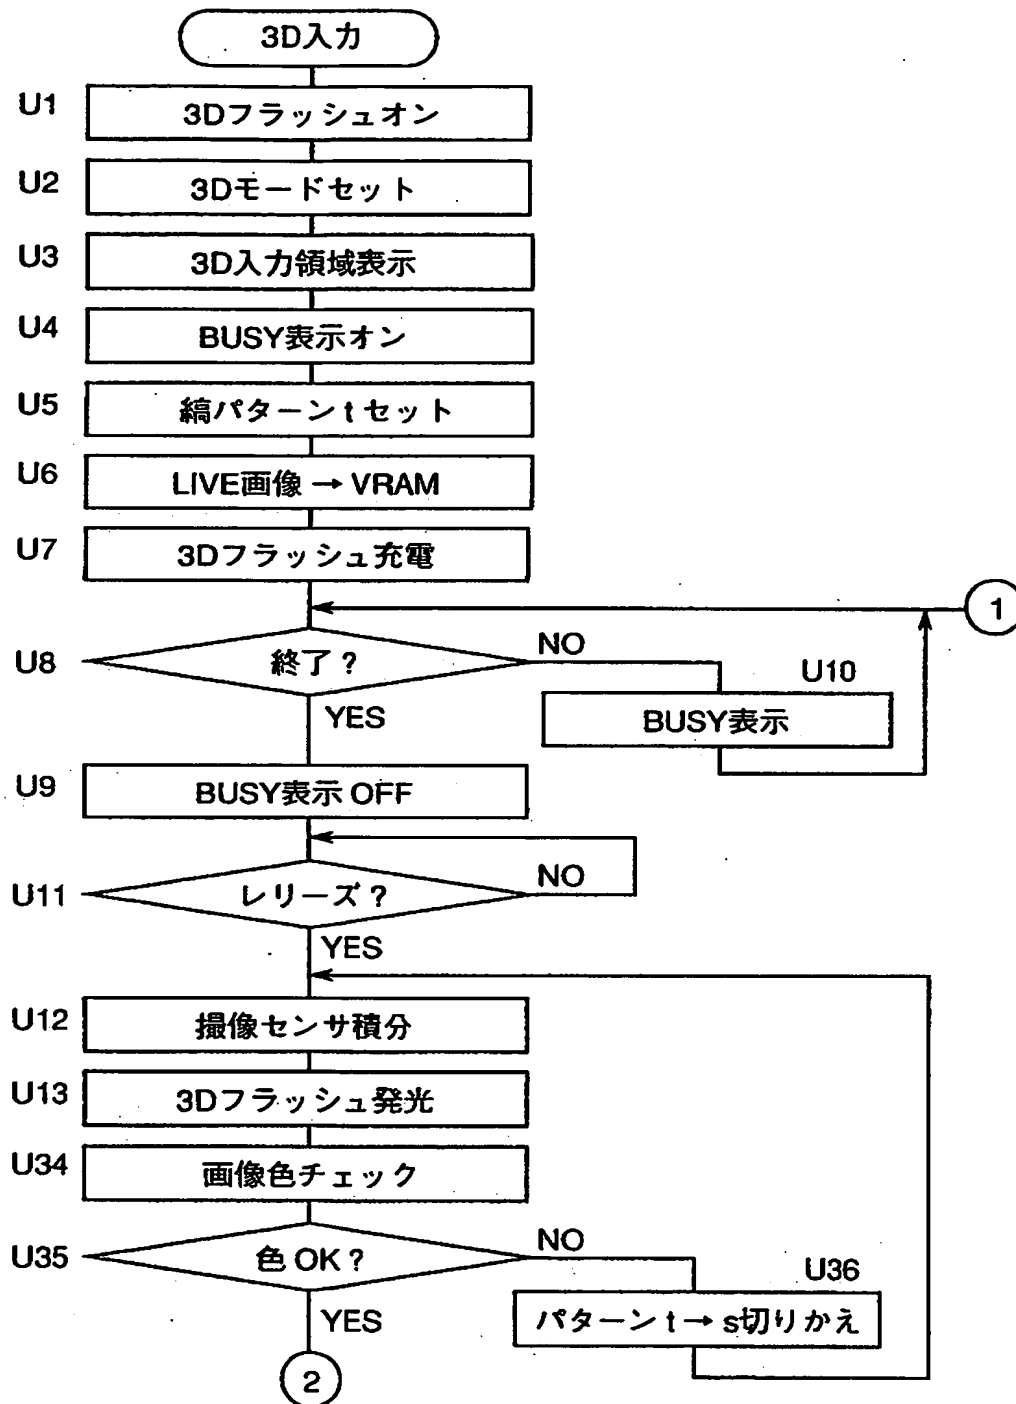 3D入力
U1
3Dフラッシュオン
U2
3Dモードセット
U3
3D入力領域表示
U4
BUSY表示オン
U5
縞パターン t セット
U6
LIVE画像 → VRAM
U7
3Dフラッシュ充電
1
U8
終了？
NO
YES
U10
BUSY表示
U9
BUSY表示 OFF
U11
レリーズ？
NO
YES
U12
撮像センサ積分
U13
3Dフラッシュ発光
U34
画像色チェック
U35
色 OK？
NO
YES
U36
パターン t → s切りかえ
2